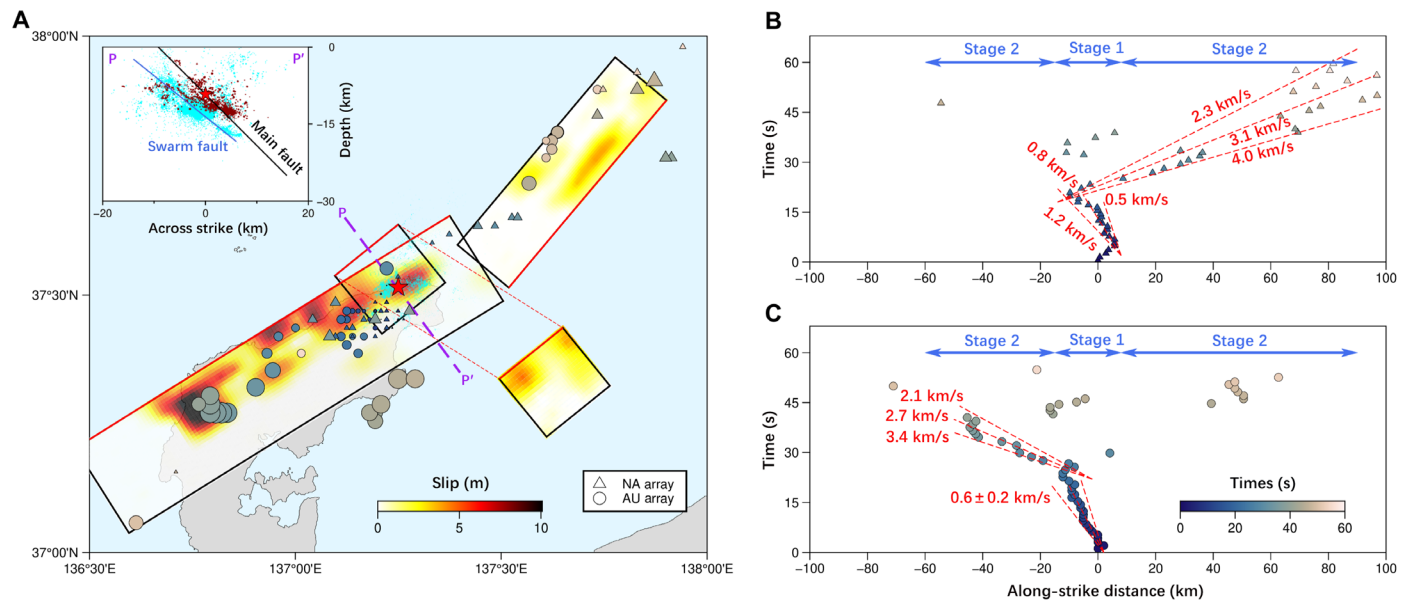 A
38°00′N
37°30′N
37°00′N
136°30′E
137°00′E
137°30′E
138°00′E
P
P′
Swarm fault
Main fault
0
−15
−30
Depth (km)
−20
0
20
Across strike (km)
P
P′
Slip (m)
0
5
10
NA array
AU array
B
Stage 2
Stage 1
Stage 2
60
45
30
15
0
Time (s)
2.3 km/s
3.1 km/s
4.0 km/s
0.8 km/s
0.5 km/s
1.2 km/s
−100
−80
−60
−40
−20
0
20
40
60
80
100
C
Stage 2
Stage 1
Stage 2
60
45
30
15
0
Time (s)
2.1 km/s
2.7 km/s
3.4 km/s
0.6 ± 0.2 km/s
Times (s)
0
20
40
60
−100
−80
−60
−40
−20
0
20
40
60
80
100
Along-strike distance (km)